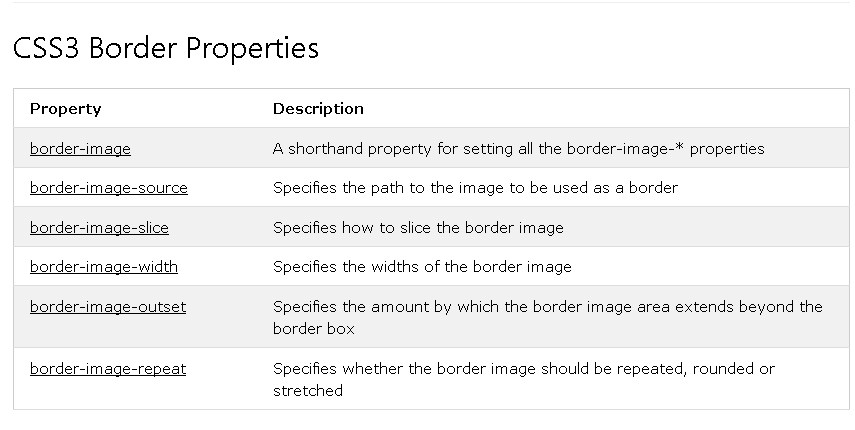 CSS3 Border Properties
Property Description
border-image A shorthand property for setting all the border-image-* properties
border-image-source Specifies the path to the image to be used as a border
border-image-slice Specifies how to slice the border image
border-image-width Specifies the widths of the border image
border-image-outset Specifies the amount by which the border image area extends beyond the
border box
border-image-repeat Specifies whether the border image should be repeated, rounded or
stretched